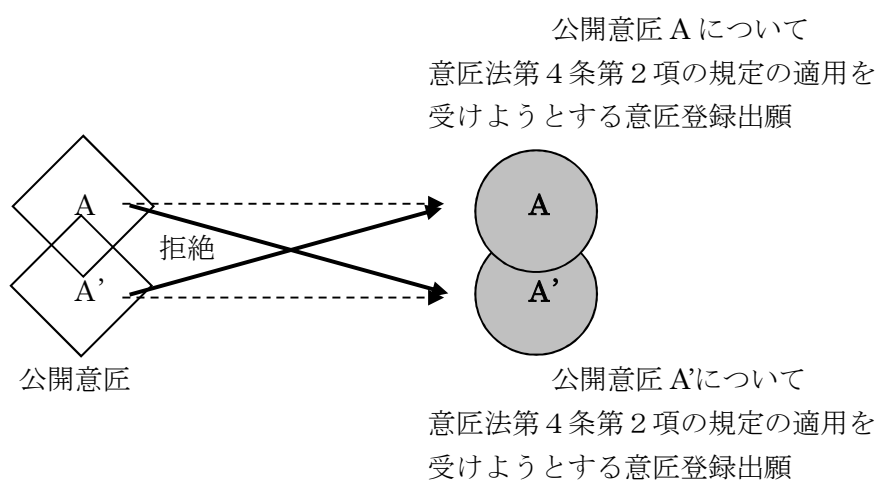 公開意匠 A について
意匠法第４条第２項の規定の適用を
受けようとする意匠登録出願
A
A
拒絶
A’
A’
公開意匠
公開意匠 A’について
意匠法第４条第２項の規定の適用を
受けようとする意匠登録出願